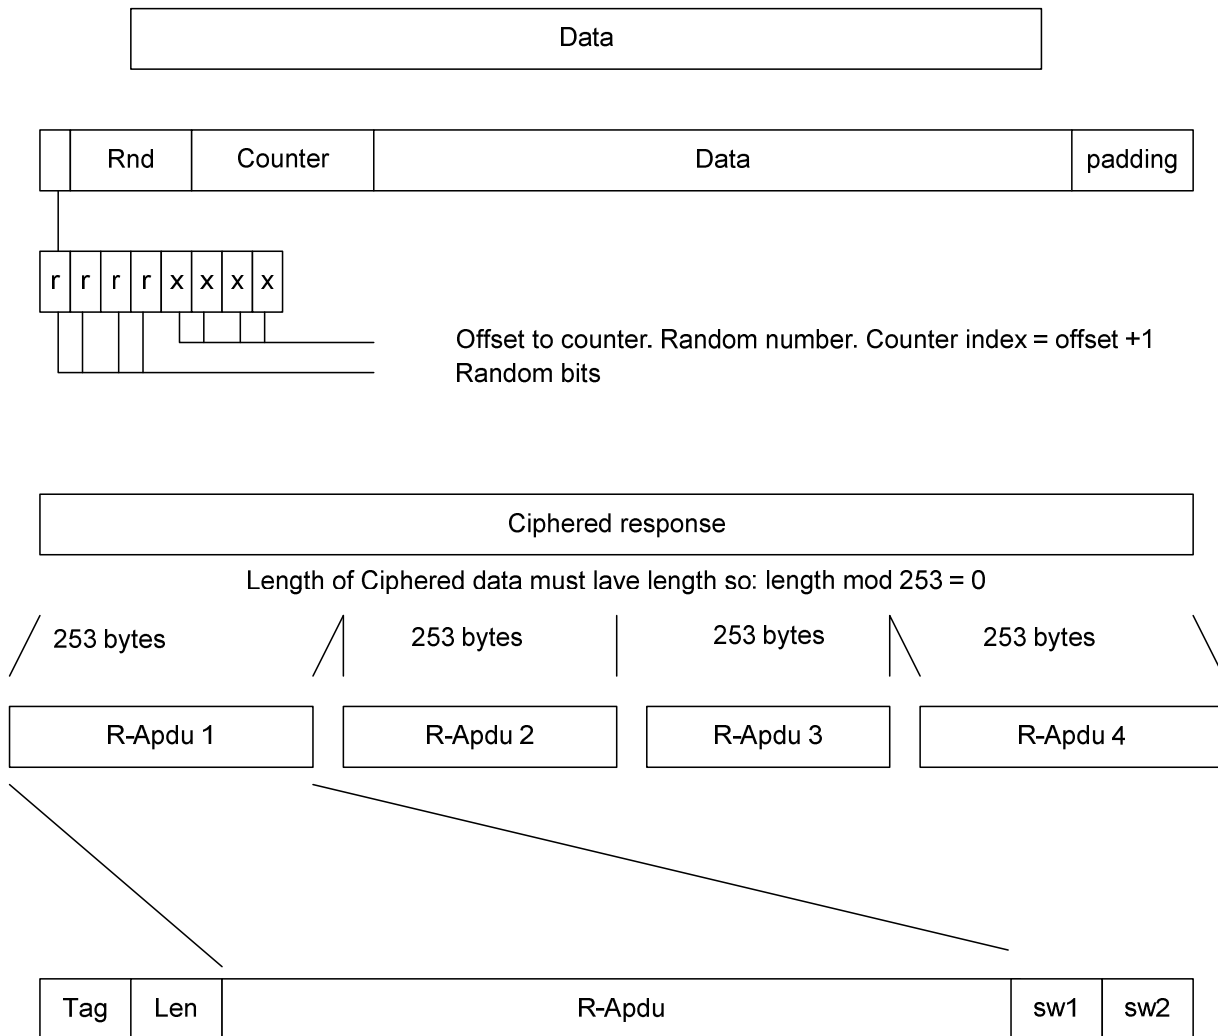 Data
Rnd Counter Data padding
r r r r x x x x
Offset to counter. Random number. Counter index = offset +1
Random bits
Ciphered response
Length of Ciphered data must lave length so: length mod 253 = 0
253 bytes 253 bytes 253 bytes 253 bytes
R-Apdu 1 R-Apdu 2 R-Apdu 3 R-Apdu 4
Tag Len R-Apdu sw1 sw2